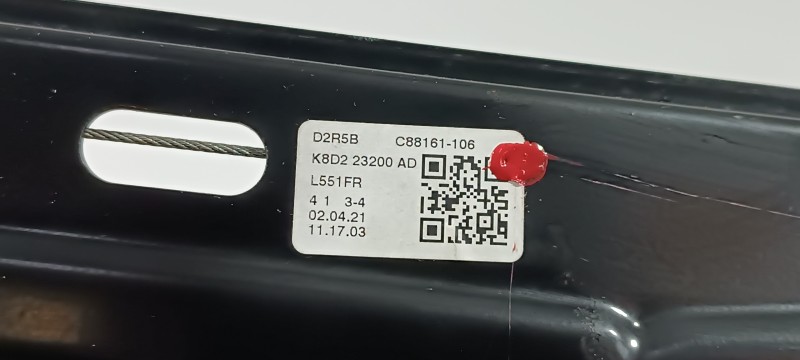 D2R5B C88161-106
K8D2 23200 AD
L551FR
4 1 3-4
02.04.21
11.17.03